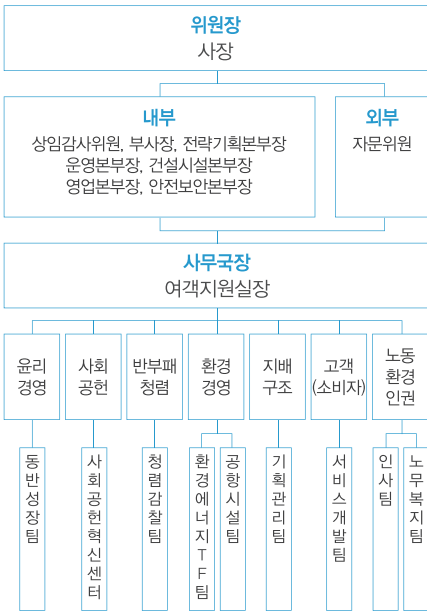 위원장
사장
내부
상임감사위원, 부사장, 전략기획본부장
운영본부장, 건설시설본부장
영업본부장, 안전보안본부장
외부
자문위원
사무국장
여객지원실장
윤리
경영
사회
공헌
반부패
청렴
환경
경영
지배
구조
고객
(소비자)
노동
환경
인권
동반성장팀
사회공헌혁신센터
청렴감찰팀
환경에너지TF팀
공항시설팀
기획관리팀
서비스개발팀
인사팀
노무복지팀